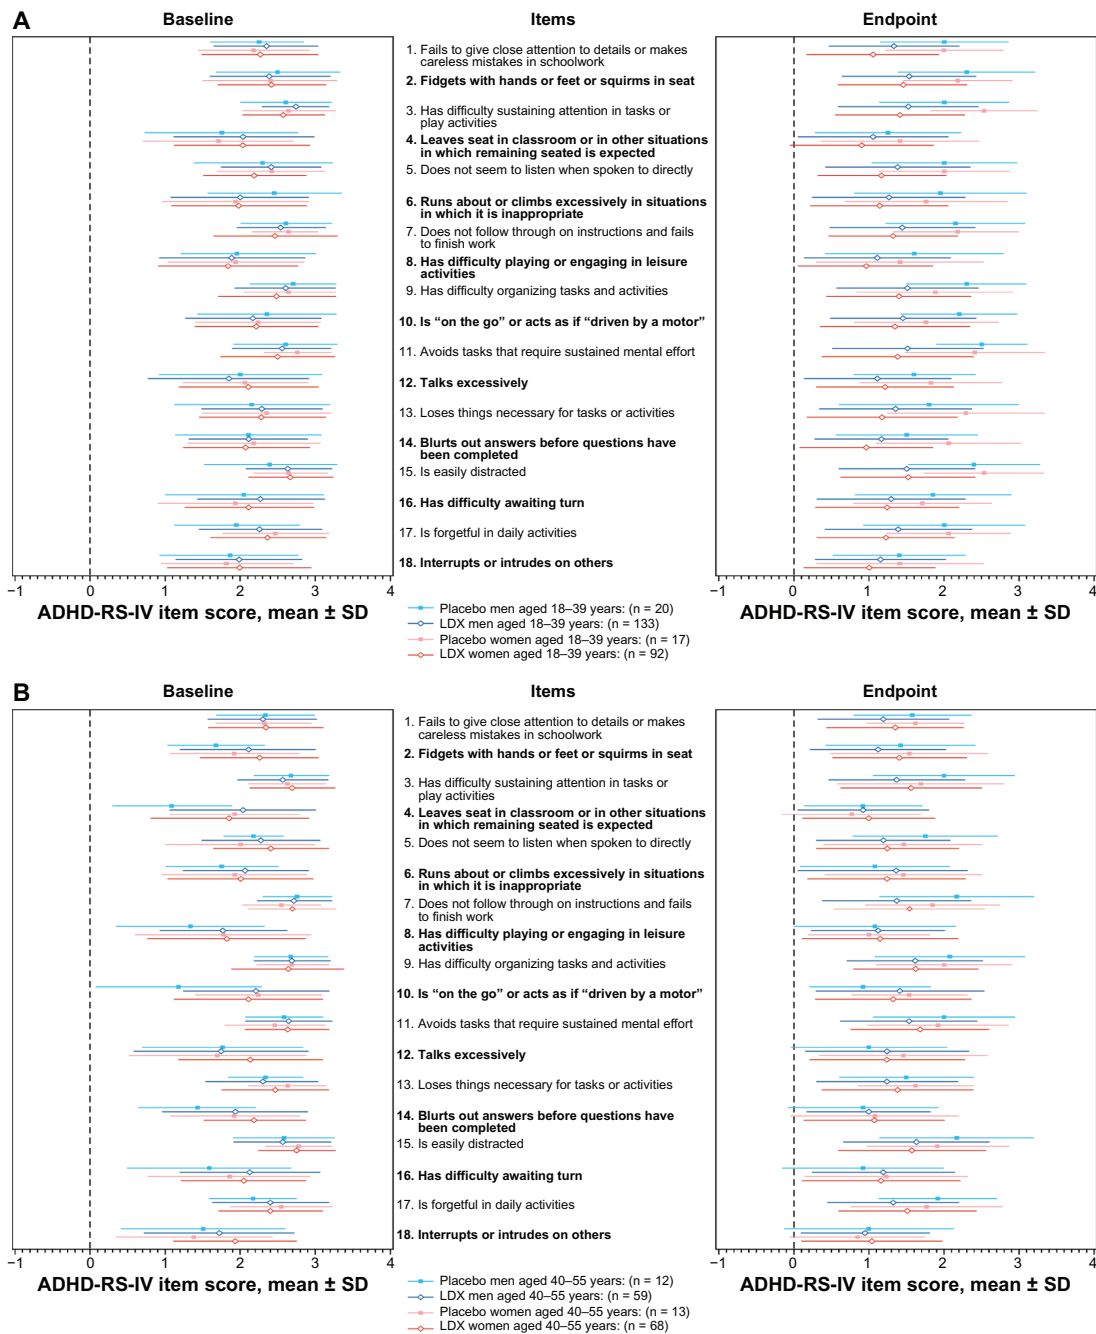 A
Baseline
Items
Endpoint
1. Fails to give close attention to details or makes
careless mistakes in schoolwork
2. Fidgets with hands or feet or squirms in seat
3. Has difficulty sustaining attention in tasks or
play activities
4. Leaves seat in classroom or in other situations
in which remaining seated is expected
5. Does not seem to listen when spoken to directly
6. Runs about or climbs excessively in situations
in which it is inappropriate
7. Does not follow through on instructions and fails
to finish work
8. Has difficulty playing or engaging in leisure
activities
9. Has difficulty organizing tasks and activities
10. Is “on the go” or acts as if “driven by a motor”
11. Avoids tasks that require sustained mental effort
12. Talks excessively
13. Loses things necessary for tasks or activities
14. Blurts out answers before questions have
been completed
15. Is easily distracted
16. Has difficulty awaiting turn
17. Is forgetful in daily activities
18. Interrupts or intrudes on others
−1 0 1 2 3 4
−1 0 1 2 3 4
ADHD-RS-IV item score, mean ± SD
ADHD-RS-IV item score, mean ± SD
Placebo men aged 18–39 years: (n = 20)
LDX men aged 18–39 years: (n = 133)
Placebo women aged 18–39 years: (n = 17)
LDX women aged 18–39 years: (n = 92)
B
Baseline
Items
Endpoint
1. Fails to give close attention to details or makes
careless mistakes in schoolwork
2. Fidgets with hands or feet or squirms in seat
3. Has difficulty sustaining attention in tasks or
play activities
4. Leaves seat in classroom or in other situations
in which remaining seated is expected
5. Does not seem to listen when spoken to directly
6. Runs about or climbs excessively in situations
in which it is inappropriate
7. Does not follow through on instructions and fails
to finish work
8. Has difficulty playing or engaging in leisure
activities
9. Has difficulty organizing tasks and activities
10. Is “on the go” or acts as if “driven by a motor”
11. Avoids tasks that require sustained mental effort
12. Talks excessively
13. Loses things necessary for tasks or activities
14. Blurts out answers before questions have
been completed
15. Is easily distracted
16. Has difficulty awaiting turn
17. Is forgetful in daily activities
18. Interrupts or intrudes on others
−1 0 1 2 3 4
−1 0 1 2 3 4
ADHD-RS-IV item score, mean ± SD
ADHD-RS-IV item score, mean ± SD
Placebo men aged 40–55 years: (n = 12)
LDX men aged 40–55 years: (n = 59)
Placebo women aged 40–55 years: (n = 13)
LDX women aged 40–55 years: (n = 68)